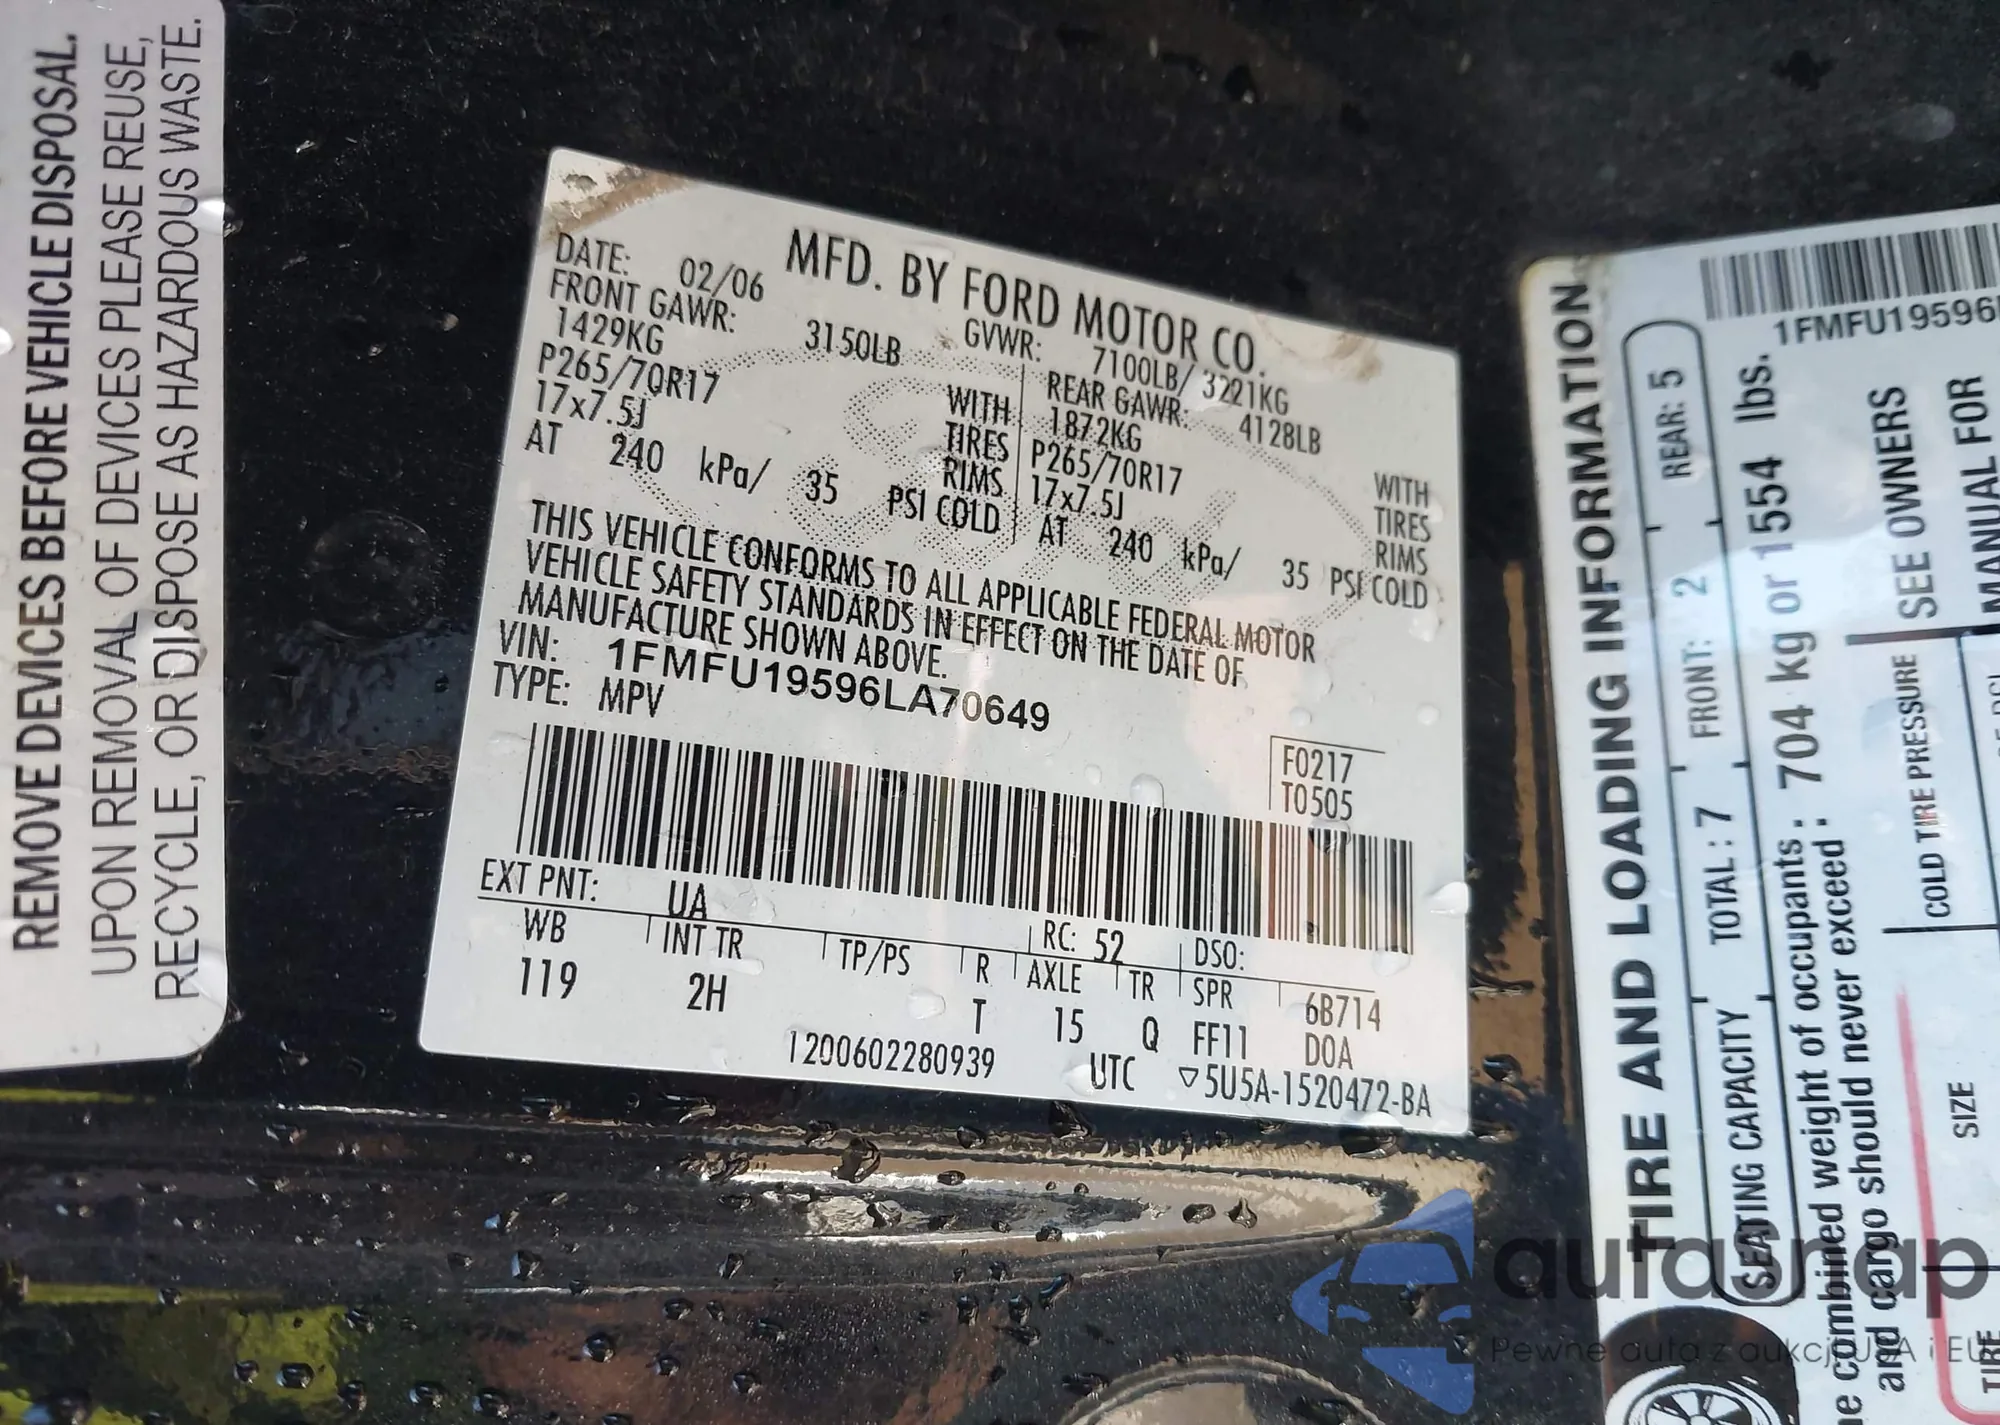 REMOVE DEVICES BEFORE VEHICLE DISPOSAL.
UPON REMOVAL OF DEVICES PLEASE REUSE,
RECYCLE, OR DISPOSE AS HAZARDOUS WASTE.
MFD. BY FORD MOTOR CO.
DATE: 02/06 GVWR: 7100LB/ 3221KG
FRONT GAWR: 3150LB REAR GAWR: 4128LB
1429KG WITH 1872KG WITH
P265/70R17 TIRES P265/70R17 TIRES
17x7.5J RIMS 17x7.5J RIMS
AT 240 kPa/ 35 PSI COLD AT 240 kPa/ 35 PSI COLD
THIS VEHICLE CONFORMS TO ALL APPLICABLE FEDERAL MOTOR
VEHICLE SAFETY STANDARDS IN EFFECT ON THE DATE OF
MANUFACTURE SHOWN ABOVE.
VIN: 1FMFU19596LA70649
TYPE: MPV
F0217
T0505
EXT PNT: UA RC: 52 DSO:
WB INT TR TP/PS R AXLE TR SPR 6B714
119 2H T 15 Q FF11 DOA
1200602280939 UTC ▽5U5A-1520472-BA
1FMFU19596
TIRE AND LOADING INFORMATION
SEATING CAPACITY TOTAL: 7 FRONT: 2 REAR: 5
combined weight of occupants : 704 kg or 1554 lbs.
and cargo should never exceed :
TIRE SIZE COLD TIRE PRESSURE SEE OWNERS
MANUAL FOR
autasnap
Pewne auta z aukcji USA i EU